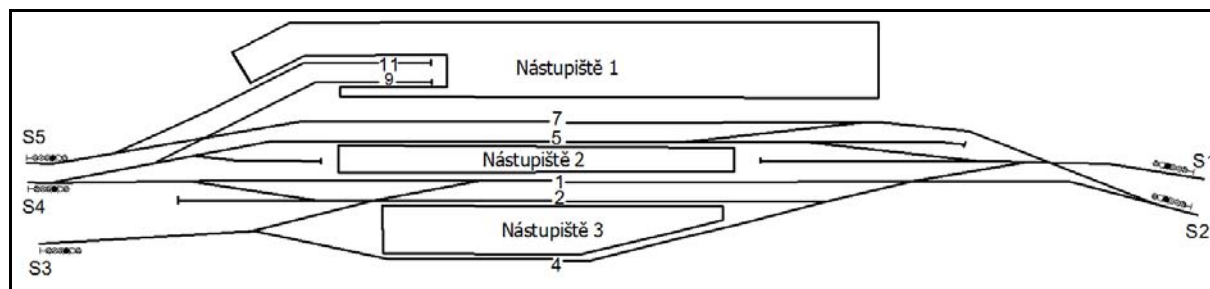 11
9
Nástupiště 1
7
5
S5
Nástupiště 2
S1
1
S4
2
Nástupiště 3
S2
S3
4